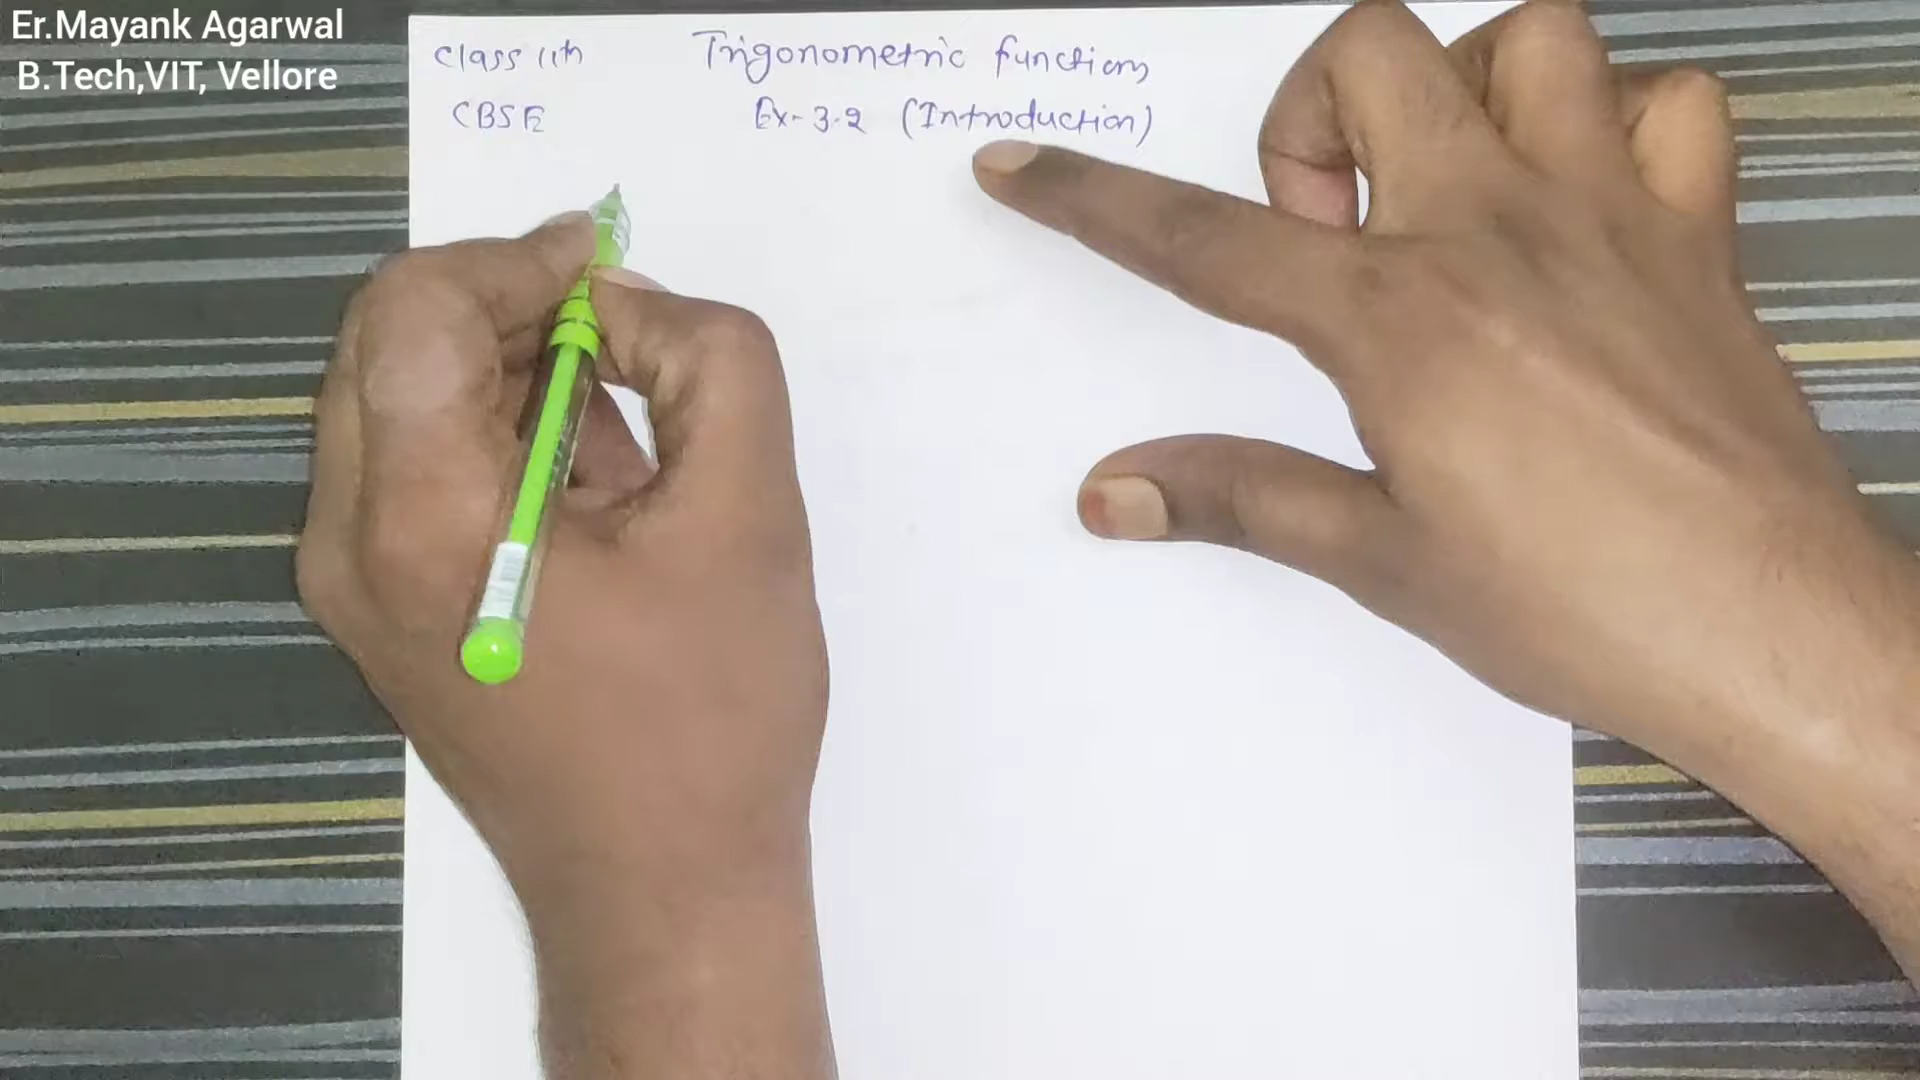 Er.Mayank Agarwal
B.Tech,VIT, Vellore
Class 11th
Trigonometric functions
CBSE
Ex-3.2 (Introduction)